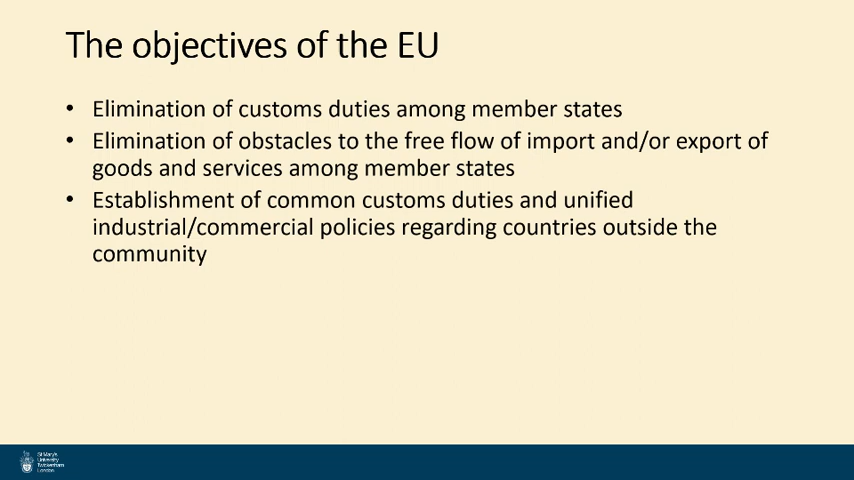 The objectives of the EU
• Elimination of customs duties among member states
• Elimination of obstacles to the free flow of import and/or export of
goods and services among member states
• Establishment of common customs duties and unified
industrial/commercial policies regarding countries outside the
community
St Mary's
University
Twickenham
London